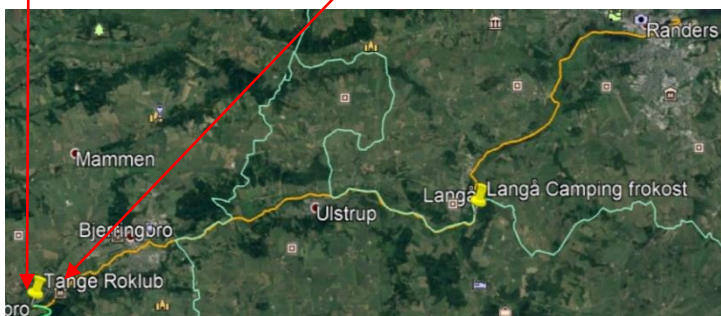 Randers
Mammen
Langå
Langå Camping frokost
Ulstrup
Bjerringbro
Tange Roklub
bro